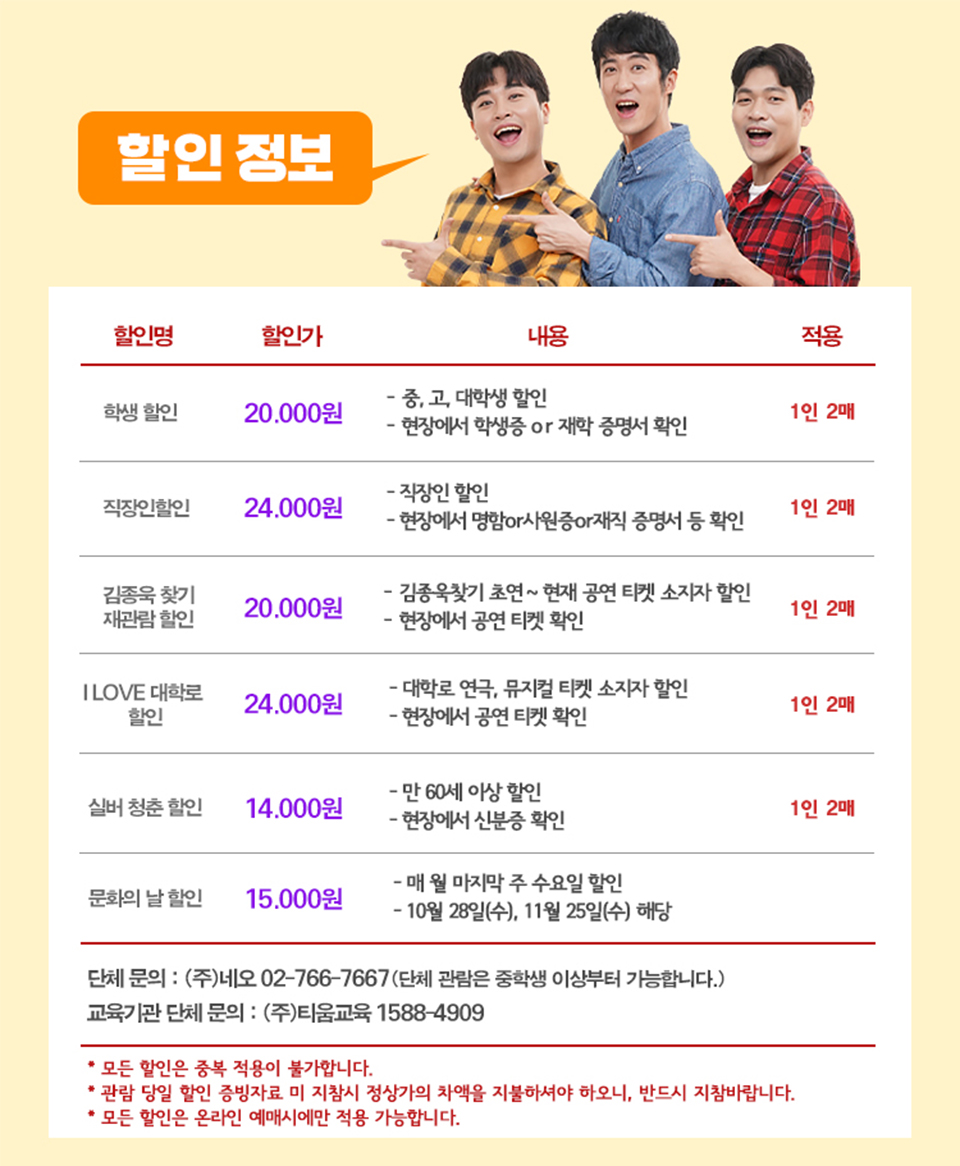 할인 정보
할인명 할인가 내용 적용
학생 할인 20.000원 - 중, 고, 대학생 할인 1인 2매
- 현장에서 학생증 or 재학 증명서 확인
직장인할인 24.000원 - 직장인 할인 1인 2매
- 현장에서 명함or사원증or재직 증명서 등 확인
김종욱 찾기 20.000원 - 김종욱찾기 초연~ 현재 공연 티켓 소지자 할인 1인 2매
재관람 할인 - 현장에서 공연 티켓 확인
I LOVE 대학로 24.000원 - 대학로 연극, 뮤지컬 티켓 소지자 할인 1인 2매
할인 - 현장에서 공연 티켓 확인
실버 청춘 할인 14.000원 - 만 60세 이상 할인 1인 2매
- 현장에서 신분증 확인
문화의 날 할인 15.000원 - 매 월 마지막 주 수요일 할인
- 10월 28일(수), 11월 25일(수) 해당
단체 문의 : (주)네오 02-766-7667(단체 관람은 중학생 이상부터 가능합니다.)
교육기관 단체 문의 : (주)티움교육 1588-4909
* 모든 할인은 중복 적용이 불가합니다.
* 관람 당일 할인 증빙자료 미 지참시 정상가의 차액을 지불하셔야 하오니, 반드시 지참바랍니다.
* 모든 할인은 온라인 예매시에만 적용 가능합니다.